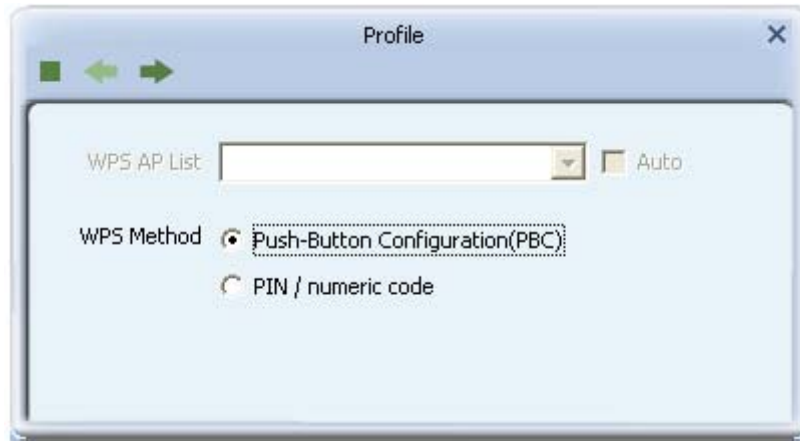 Profile
WPS AP List Auto
WPS Method Push-Button Configuration(PBC)
PIN / numeric code